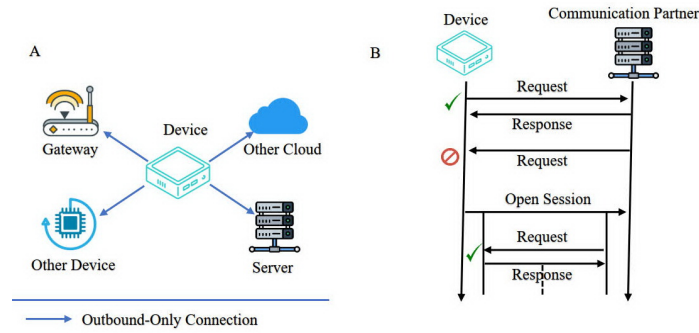 A
Device
Gateway
Other Cloud
Other Device
Server
Outbound-Only Connection
B
Device
Communication Partner
Request
Response
Request
Open Session
Request
Response